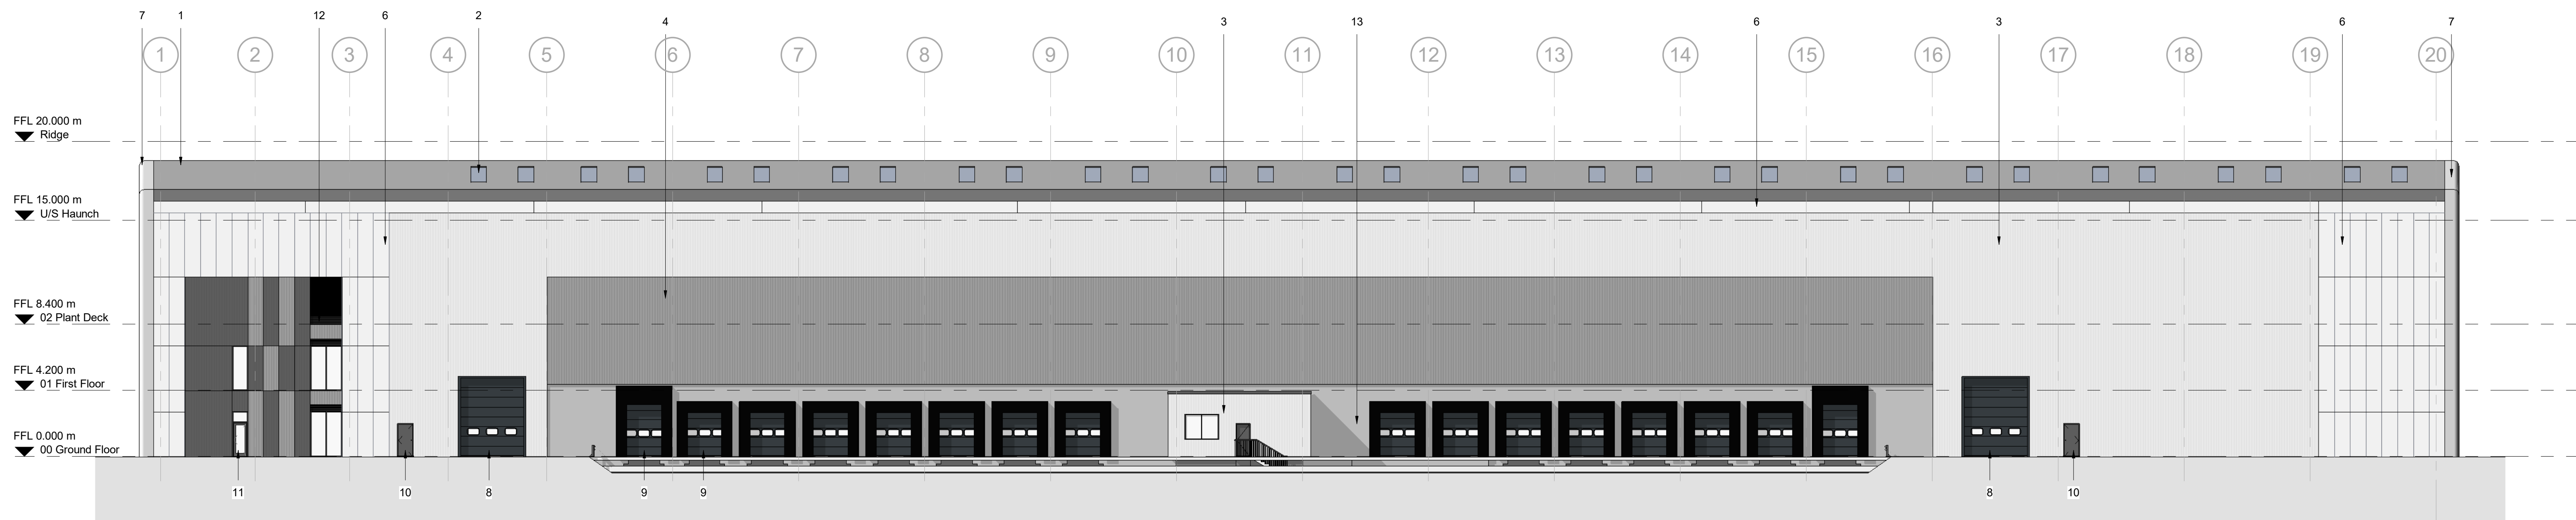 7 1 12 6 2 4 3 13 6 3 6 7
1 2 3 4 5 6 7 8 9 10 11 12 13 14 15 16 17 18 19 20
FFL 20.000 m
Ridge
FFL 15.000 m
U/S Haunch
FFL 8.400 m
02 Plant Deck
FFL 4.200 m
01 First Floor
FFL 0.000 m
00 Ground Floor
11 10 8 9 9 8 10